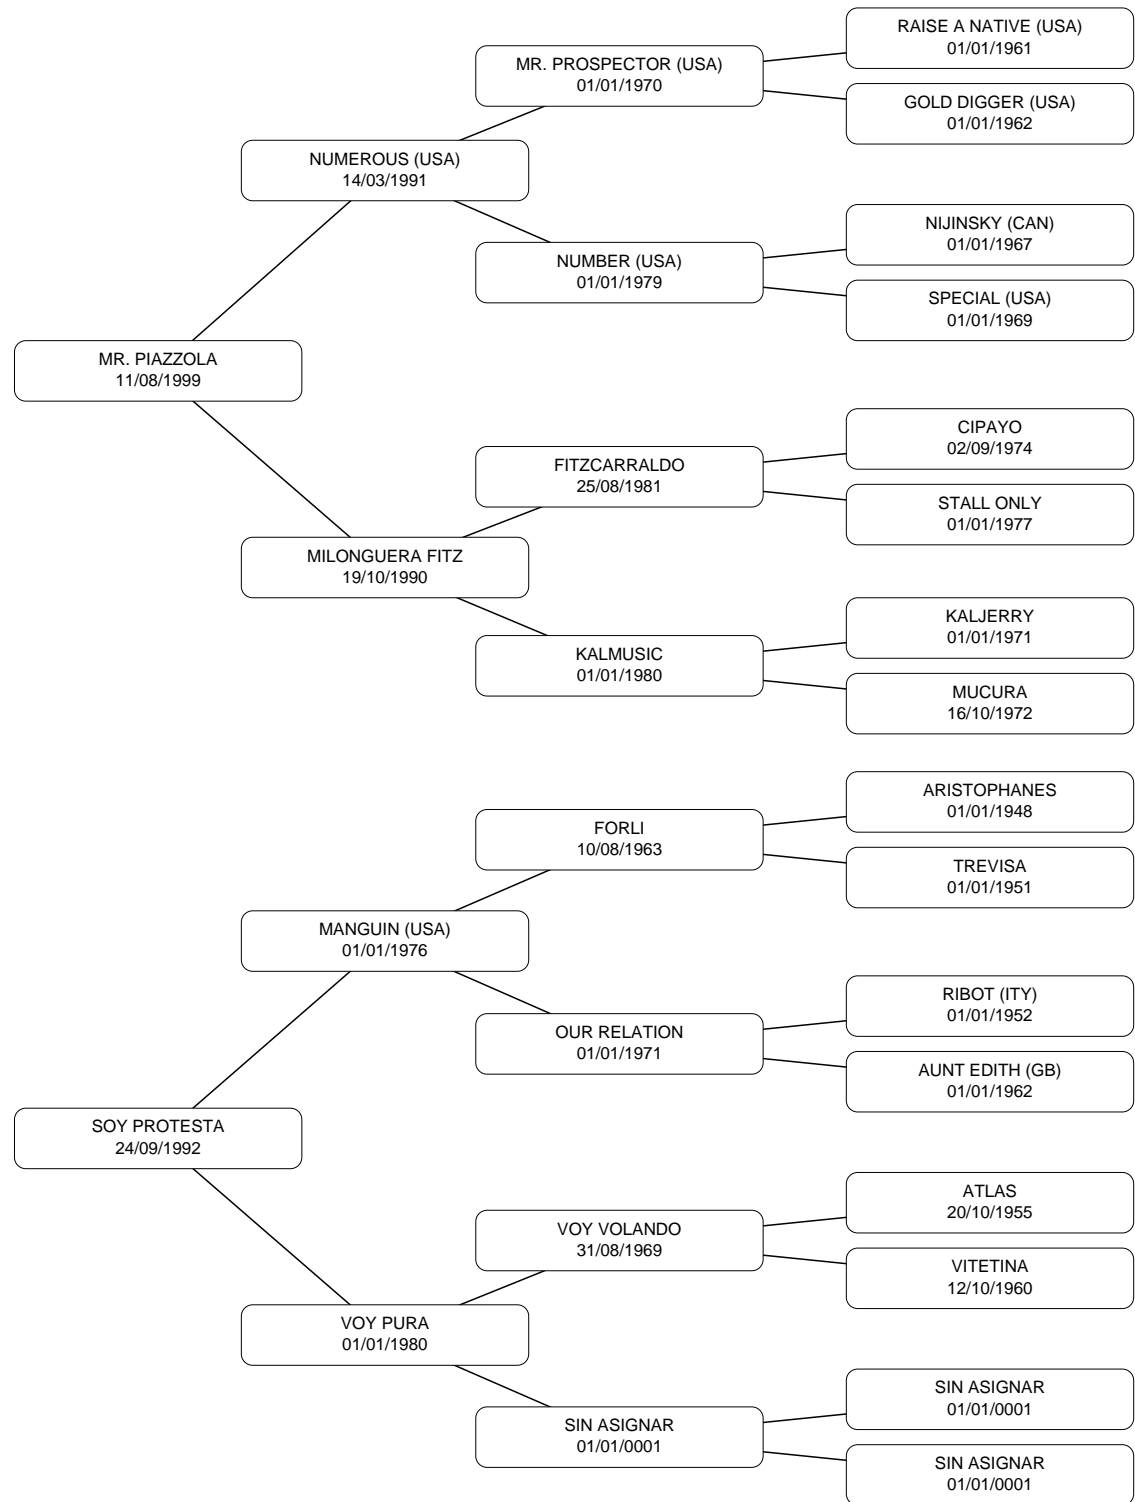 RAISE A NATIVE (USA)
01/01/1961
MR. PROSPECTOR (USA)
01/01/1970
GOLD DIGGER (USA)
01/01/1962
NUMEROUS (USA)
14/03/1991
NIJINSKY (CAN)
01/01/1967
NUMBER (USA)
01/01/1979
SPECIAL (USA)
01/01/1969
MR. PIAZZOLA
11/08/1999
CIPAYO
02/09/1974
FITZCARRALDO
25/08/1981
STALL ONLY
01/01/1977
MILONGUERA FITZ
19/10/1990
KALJERRY
01/01/1971
KALMUSIC
01/01/1980
MUCURA
16/10/1972
ARISTOPHANES
01/01/1948
FORLI
10/08/1963
TREVISA
01/01/1951
MANGUIN (USA)
01/01/1976
RIBOT (ITY)
01/01/1952
OUR RELATION
01/01/1971
AUNT EDITH (GB)
01/01/1962
SOY PROTESTA
24/09/1992
ATLAS
20/10/1955
VOY VOLANDO
31/08/1969
VITETINA
12/10/1960
VOY PURA
01/01/1980
SIN ASIGNAR
01/01/0001
SIN ASIGNAR
01/01/0001
SIN ASIGNAR
01/01/0001